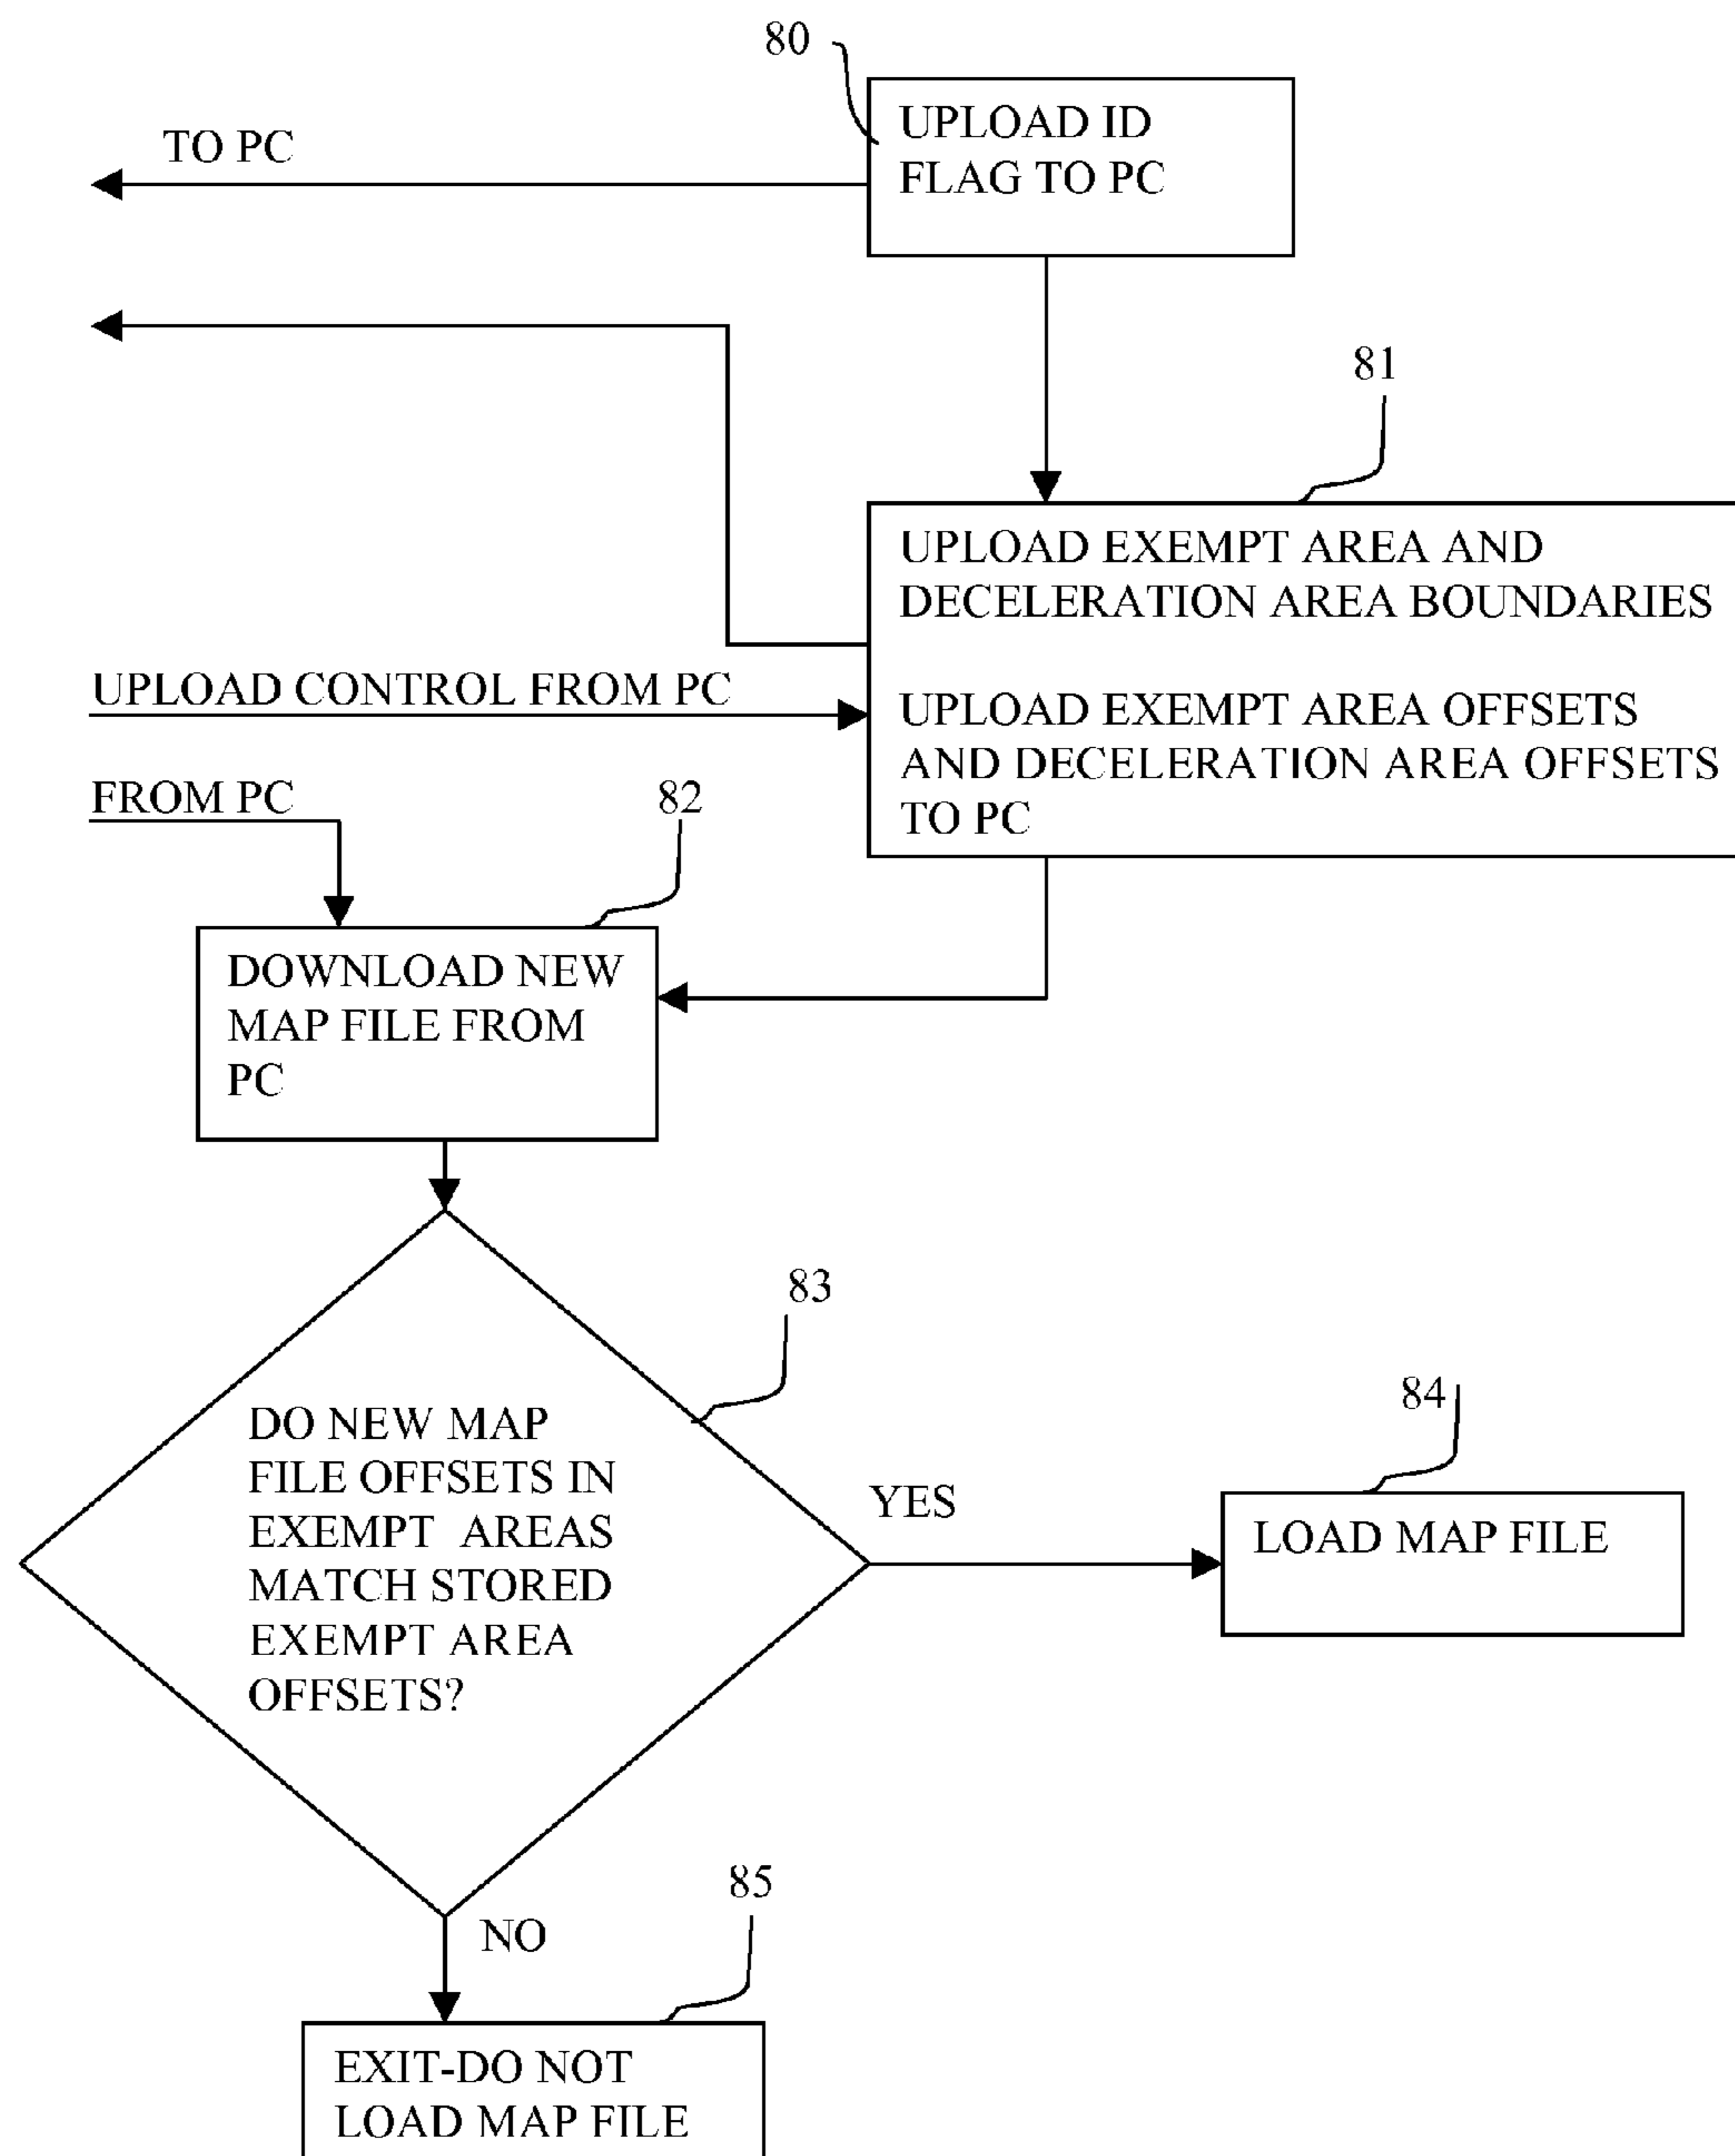 80
UPLOAD ID
FLAG TO PC
TO PC
81
UPLOAD EXEMPT AREA AND
DECELERATION AREA BOUNDARIES
UPLOAD EXEMPT AREA OFFSETS
AND DECELERATION AREA OFFSETS
TO PC
UPLOAD CONTROL FROM PC
FROM PC
82
DOWNLOAD NEW
MAP FILE FROM
PC
83
DO NEW MAP
FILE OFFSETS IN
EXEMPT AREAS
MATCH STORED
EXEMPT AREA
OFFSETS?
YES
84
LOAD MAP FILE
NO
85
EXIT-DO NOT
LOAD MAP FILE